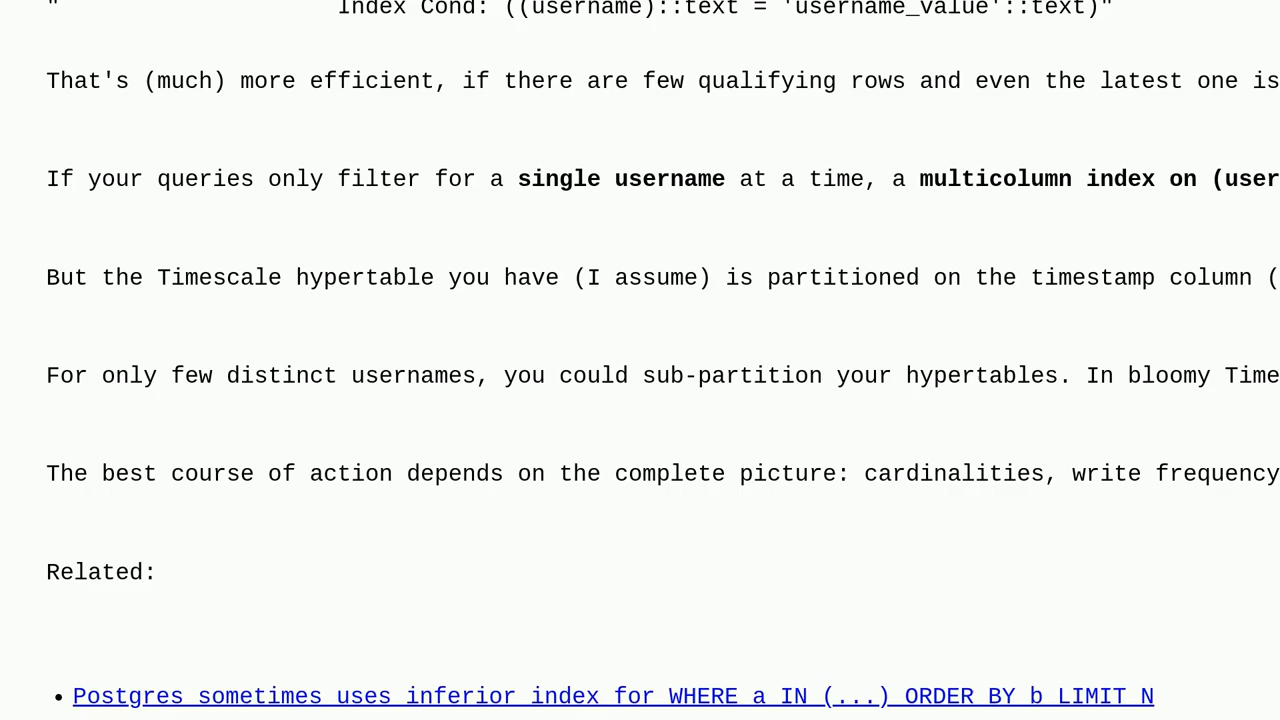 " Index Cond: ((username)::text = 'username_value'::text)"
That's (much) more efficient, if there are few qualifying rows and even the latest one is
If your queries only filter for a single username at a time, a multicolumn index on (user
But the Timescale hypertable you have (I assume) is partitioned on the timestamp column (
For only few distinct usernames, you could sub-partition your hypertables. In bloomy Time
The best course of action depends on the complete picture: cardinalities, write frequency
Related:
• Postgres sometimes uses inferior index for WHERE a IN (...) ORDER BY b LIMIT N